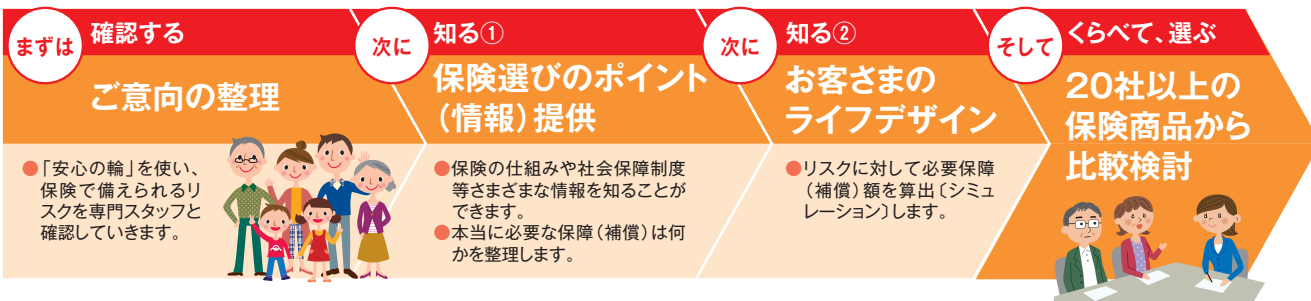 まずは
確認する
ご意向の整理
●「安心の輪」を使い、
保険で備えられるリ
スクを専門スタッフと
確認していきます。
次に
知る①
保険選びのポイント
（情報）提供
●保険の仕組みや社会保障制度
等さまざまな情報を知ることが
できます。
●本当に必要な保障（補償）は何
かを整理します。
次に
知る②
お客さまの
ライフデザイン
●リスクに対して必要保障
（補償）額を算出〔シミュ
レーション〕します。
そして
くらべて、選ぶ
20社以上の
保険商品から
比較検討